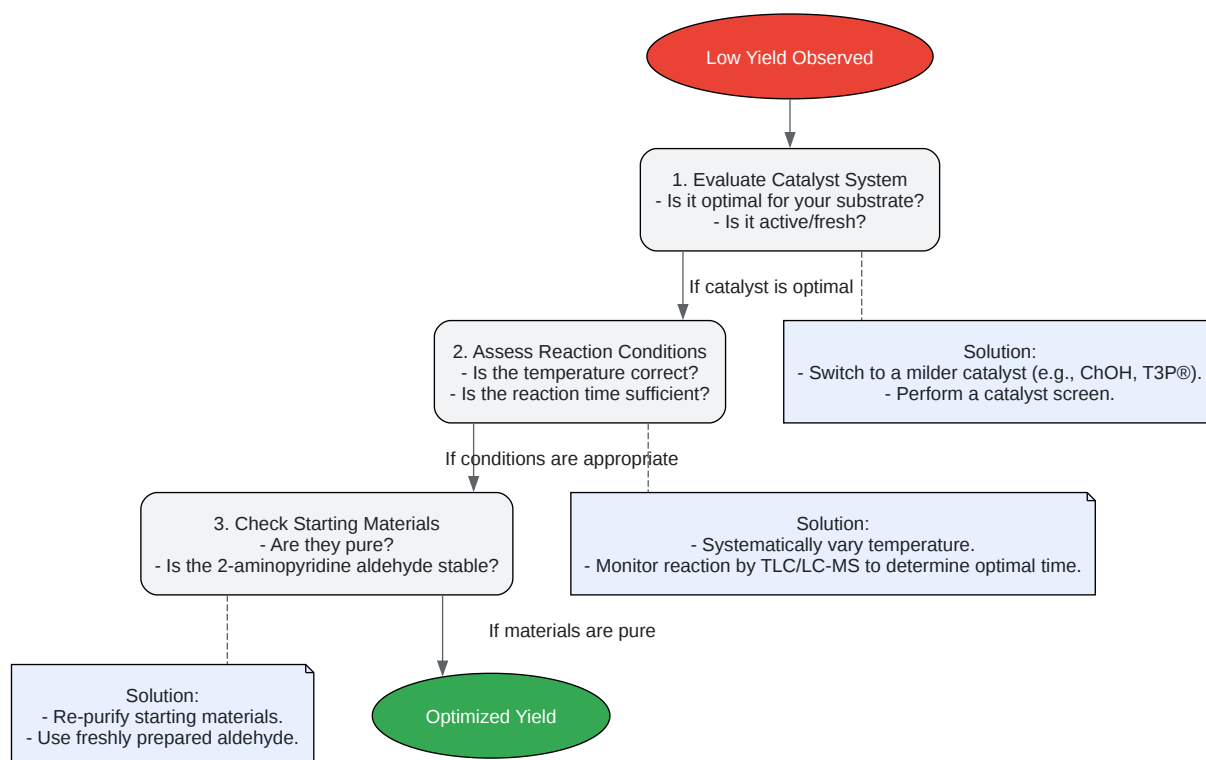 Low Yield Observed
1. Evaluate Catalyst System
- Is it optimal for your substrate?
- Is it active/fresh?
If catalyst is optimal
2. Assess Reaction Conditions
- Is the temperature correct?
- Is the reaction time sufficient?
Solution:
- Switch to a milder catalyst (e.g., ChOH, T3P®).
- Perform a catalyst screen.
If conditions are appropriate
3. Check Starting Materials
- Are they pure?
- Is the 2-aminopyridine aldehyde stable?
Solution:
- Systematically vary temperature.
- Monitor reaction by TLC/LC-MS to determine optimal time.
If materials are pure
Solution:
- Re-purify starting materials.
- Use freshly prepared aldehyde.
Optimized Yield